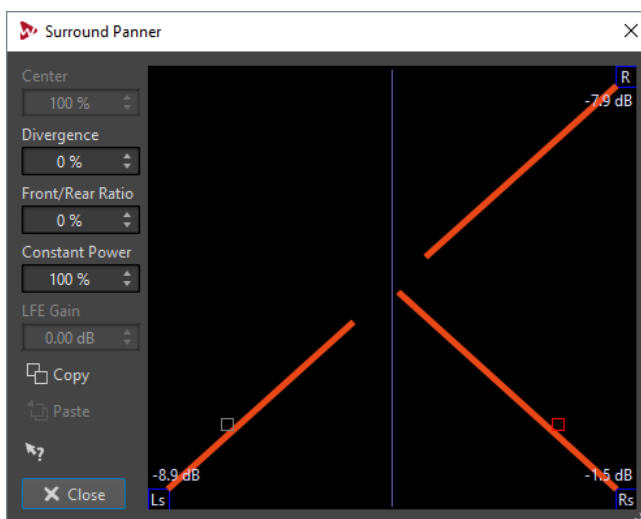 Surround Panner
Center
100 %
Divergence
0 %
Front/Rear Ratio
0 %
Constant Power
100 %
LFE Gain
0.00 dB
Copy
Paste
?
Close
R
-7.9 dB
-8.9 dB
Ls
-1.5 dB
Rs